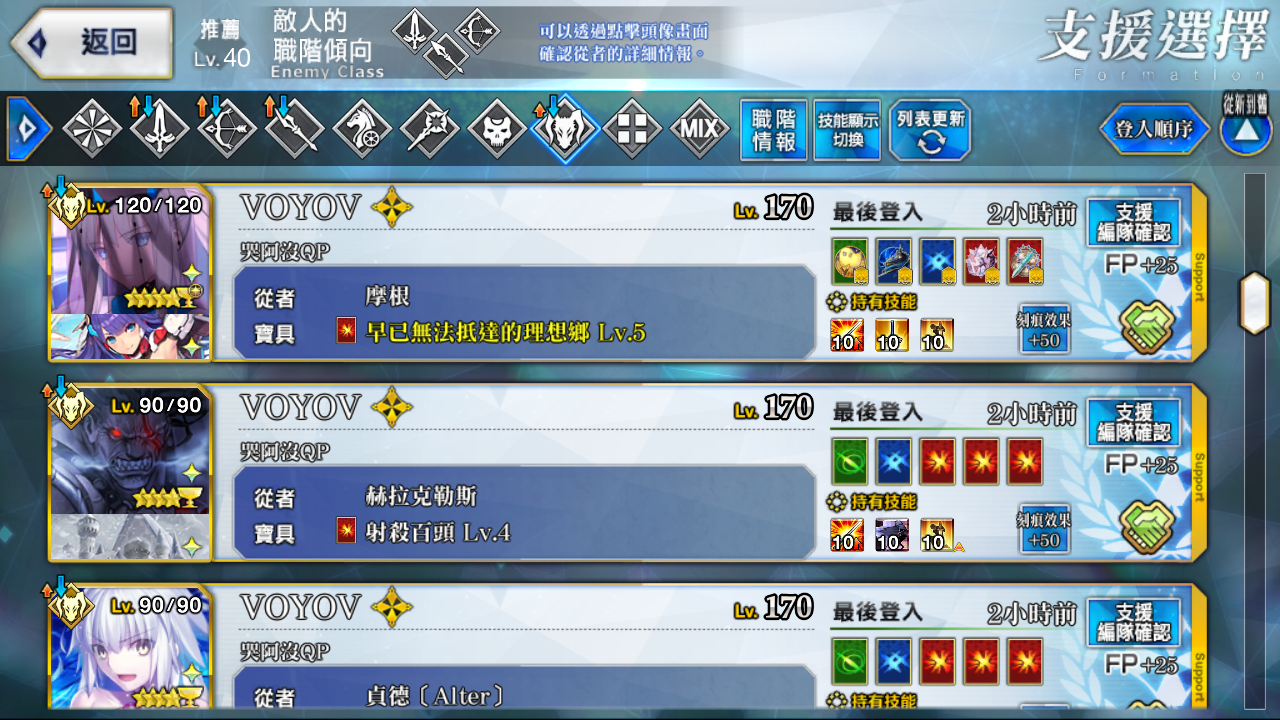 返回
推薦
Lv.40
敵人的
職階傾向
Enemy Class
可以透過點擊頭像畫面
確認從者的詳細情報。
支援選擇
Formation
MIX
職階
情報
技能顯示
切換
列表更新
登入順序
從新到舊
Lv. 120/120
VOYOV
Lv. 170
哭阿沒QP
從者
摩根
寶具
早已無法抵達的理想鄉 Lv.5
最後登入
2小時前
持有技能
10
10
10
刻痕效果
+50
支援
編隊確認
FP+25
Support
Lv. 90/90
VOYOV
Lv. 170
哭阿沒QP
從者
赫拉克勒斯
寶具
射殺百頭 Lv.4
最後登入
2小時前
持有技能
10
10
10
刻痕效果
+50
支援
編隊確認
FP+25
Support
Lv. 90/90
VOYOV
Lv. 170
哭阿沒QP
從者
貞德〔Alter〕
最後登入
2小時前
持有技能
支援
編隊確認
FP+25
Support